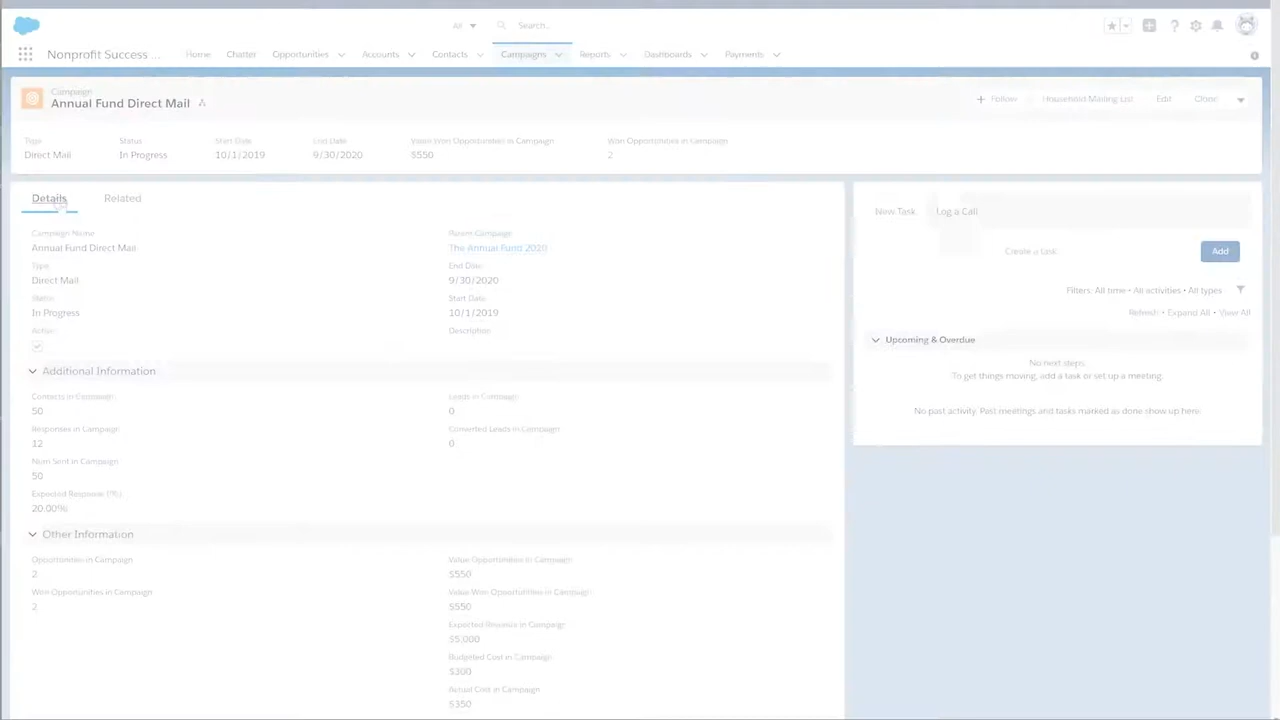 All
Search...
Nonprofit Success ...
Home
Chatter
Opportunities
Accounts
Contacts
Campaigns
Reports
Dashboards
Payments
Campaign
Annual Fund Direct Mail
Follow
Household Mailing List
Edit
Clone
Type
Status
Start Date
End Date
Value Won Opportunities in Campaign
Won Opportunities in Campaign
Direct Mail
In Progress
10/1/2019
9/30/2020
$550
2
Details
Related
Campaign Name
Annual Fund Direct Mail
Parent Campaign
The Annual Fund 2020
Type
Direct Mail
End Date
9/30/2020
Status
In Progress
Start Date
10/1/2019
Active
Description
Additional Information
Contacts in Campaign
50
Leads in Campaign
0
Responses in Campaign
12
Converted Leads in Campaign
0
Num Sent in Campaign
50
Expected Response (%)
20.00%
Other Information
Opportunities in Campaign
2
Value Opportunities in Campaign
$550
Won Opportunities in Campaign
2
Value Won Opportunities in Campaign
$550
Expected Revenue in Campaign
$5,000
Budgeted Cost in Campaign
$300
Actual Cost in Campaign
$350
New Task
Log a Call
Create a task...
Add
Filters: All time • All activities • All types
Refresh • Expand All • View All
Upcoming & Overdue
No next steps.
To get things moving, add a task or set up a meeting.
No past activity. Past meetings and tasks marked as done show up here.